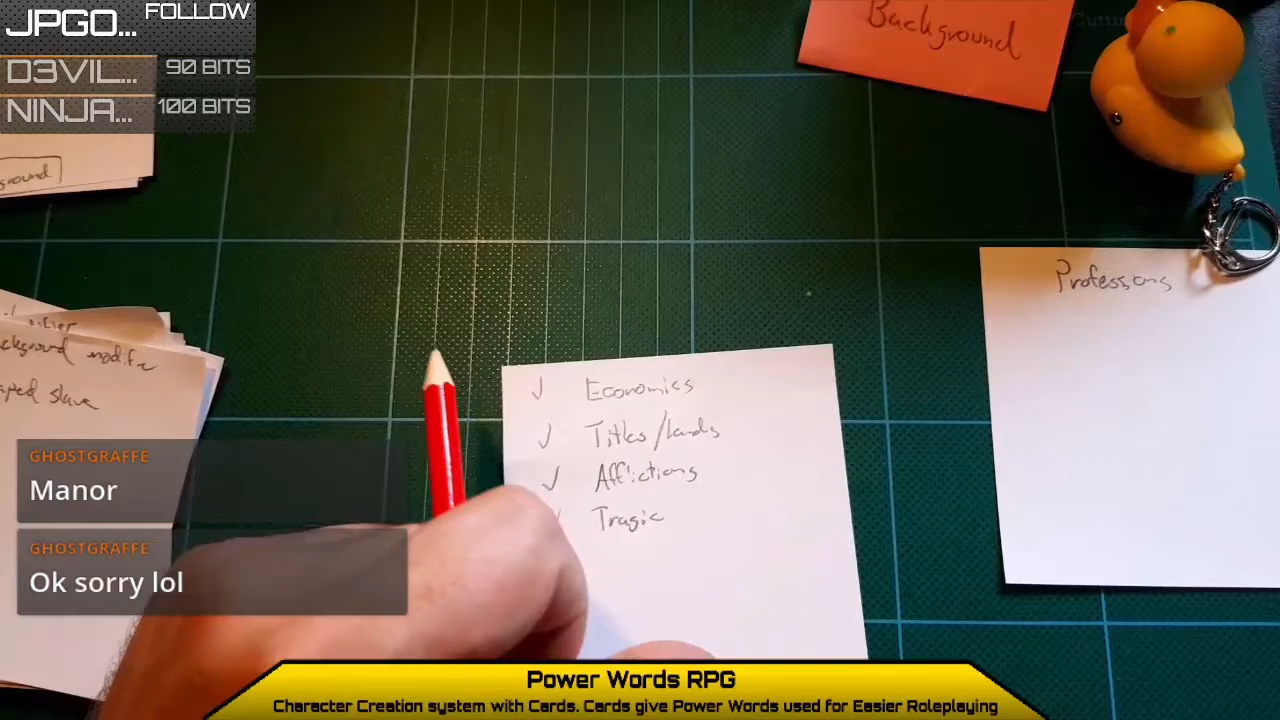 JPGO... FOLLOW
D3VIL... 90 BITS
NINJA... 100 BITS
Background
Professions
Economics
Titles/lands
Afflictions
Tragic
GHOSTGRAFFE
Manor
GHOSTGRAFFE
Ok sorry lol
Power Words RPG
Character Creation system with Cards. Cards give Power Words used for Easier Roleplaying